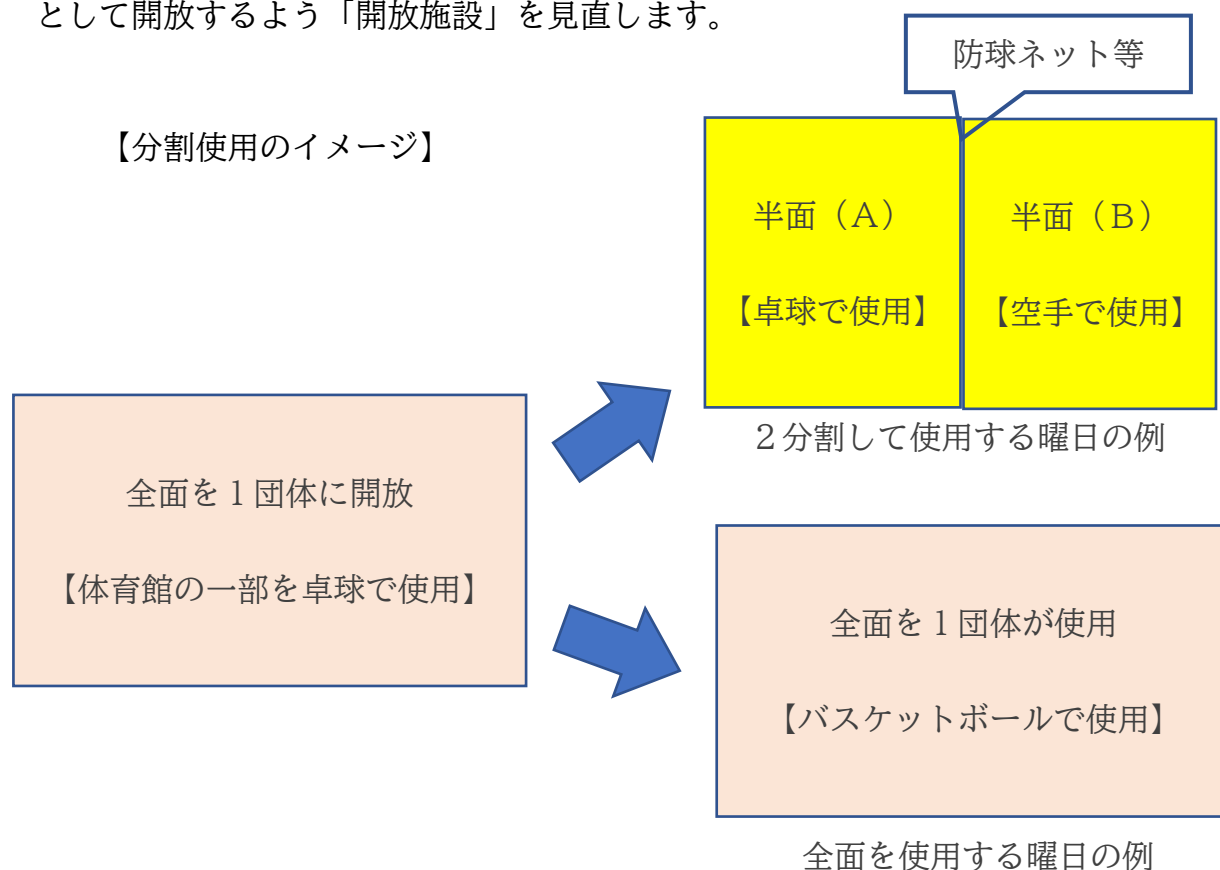 として開放するよう「開放施設」を見直します。
防球ネット等
【分割使用のイメージ】
半面（Ａ）
【卓球で使用】
半面（Ｂ）
【空手で使用】
２分割して使用する曜日の例
全面を１団体に開放
【体育館の一部を卓球で使用】
全面を１団体が使用
【バスケットボールで使用】
全面を使用する曜日の例